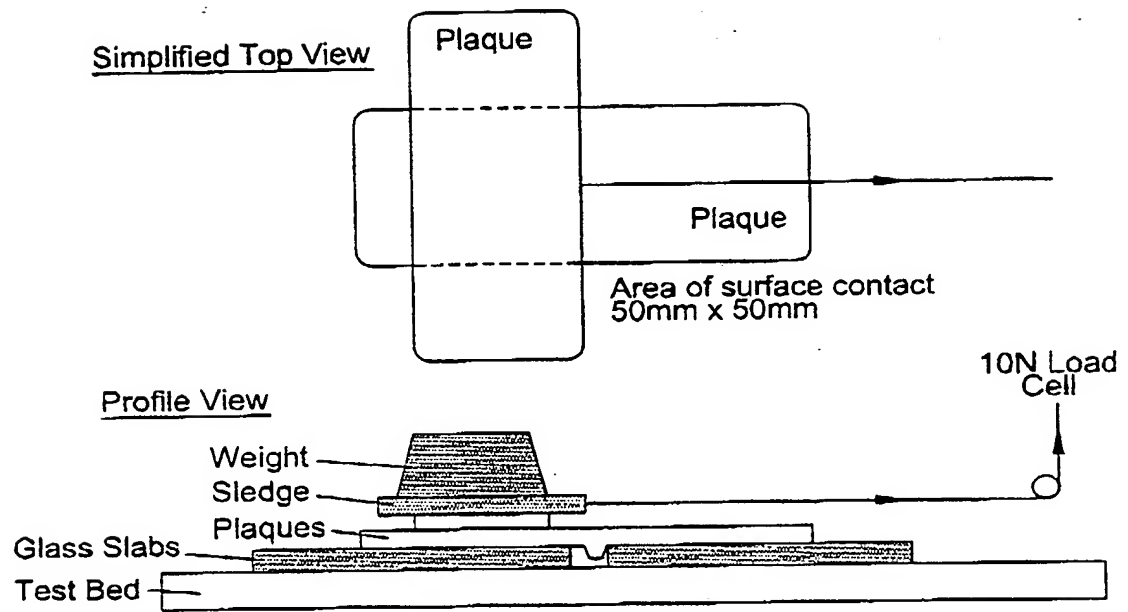 Simplified Top View
Plaque
Plaque
Area of surface contact
50mm x 50mm
10N Load
Cell
Profile View
Weight
Sledge
Plaques
Glass Slabs
Test Bed